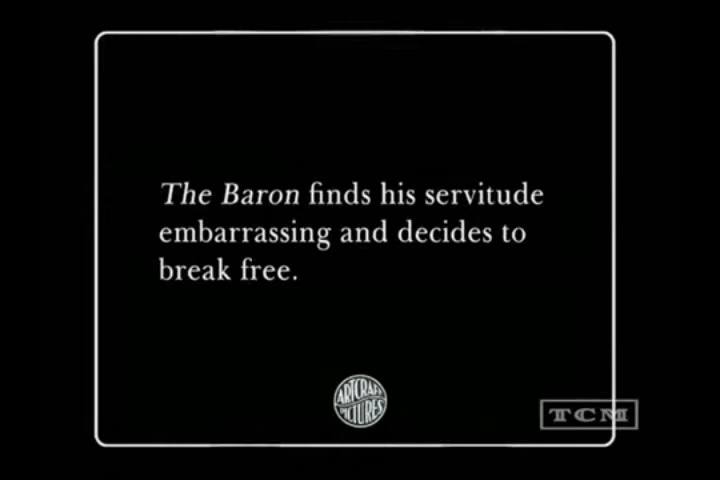 The Baron finds his servitude
embarrassing and decides to
break free.
ARTCRAFT
PICTURES
TCM